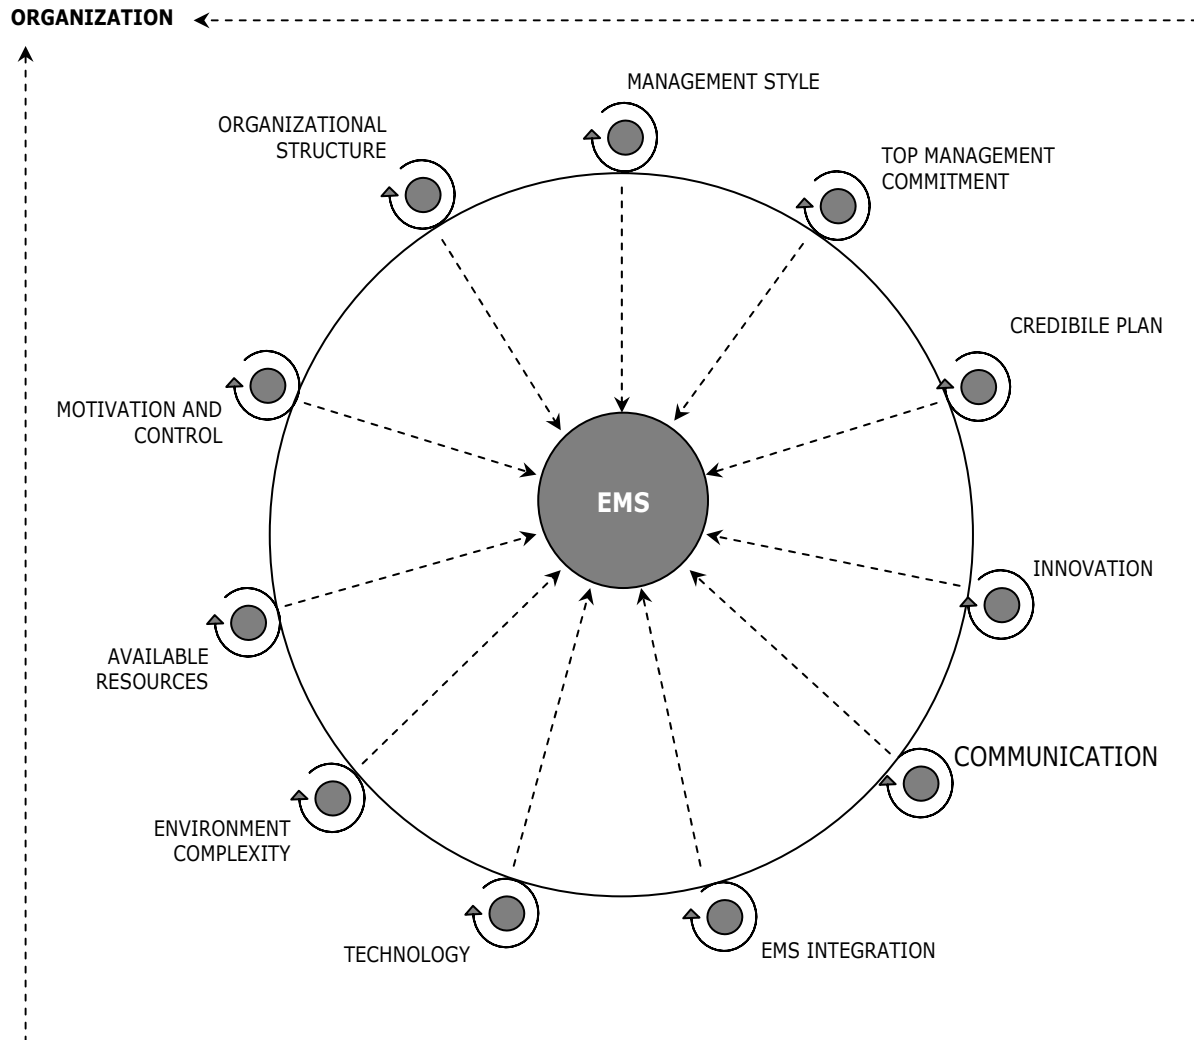 ORGANIZATION
MANAGEMENT STYLE
ORGANIZATIONAL
STRUCTURE
TOP MANAGEMENT
COMMITMENT
CREDIBILE PLAN
MOTIVATION AND
CONTROL
EMS
INNOVATION
AVAILABLE
RESOURCES
COMMUNICATION
ENVIRONMENT
COMPLEXITY
TECHNOLOGY
EMS INTEGRATION